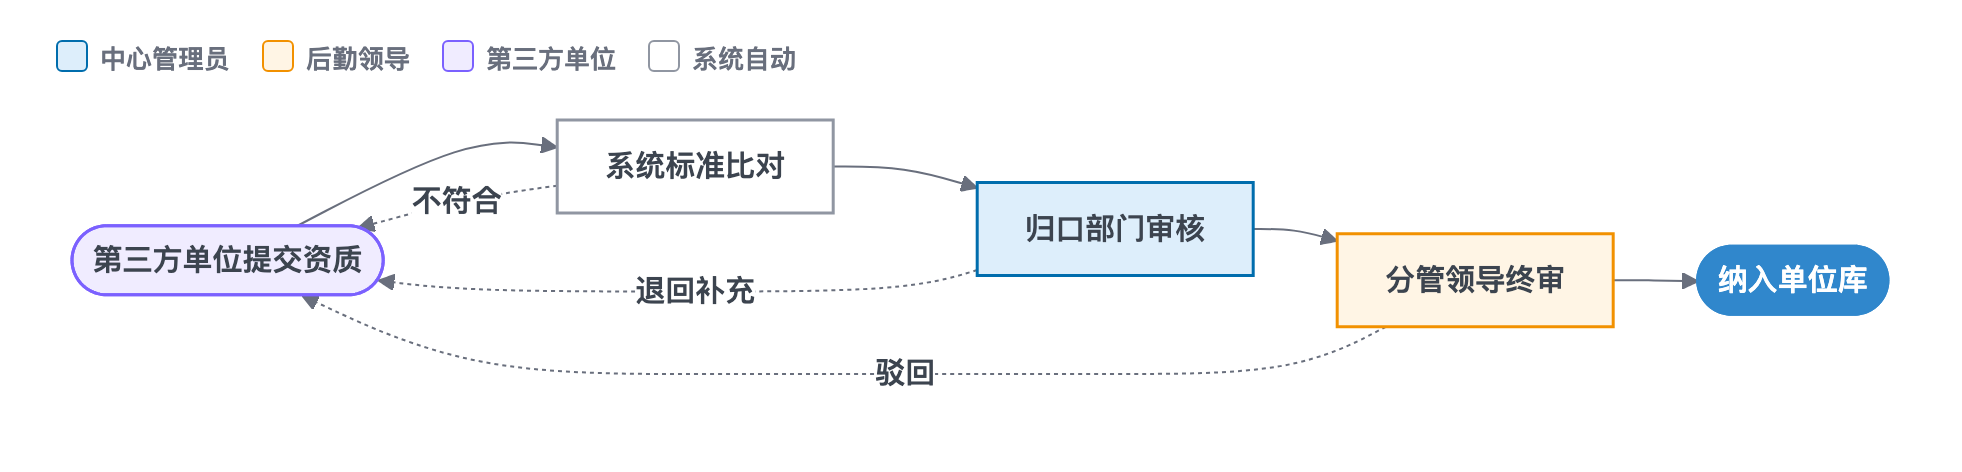 中心管理员
后勤领导
第三方单位
系统自动
系统标准比对
不符合
归口部门审核
第三方单位提交资质
退回补充
分管领导终审
纳入单位库
驳回